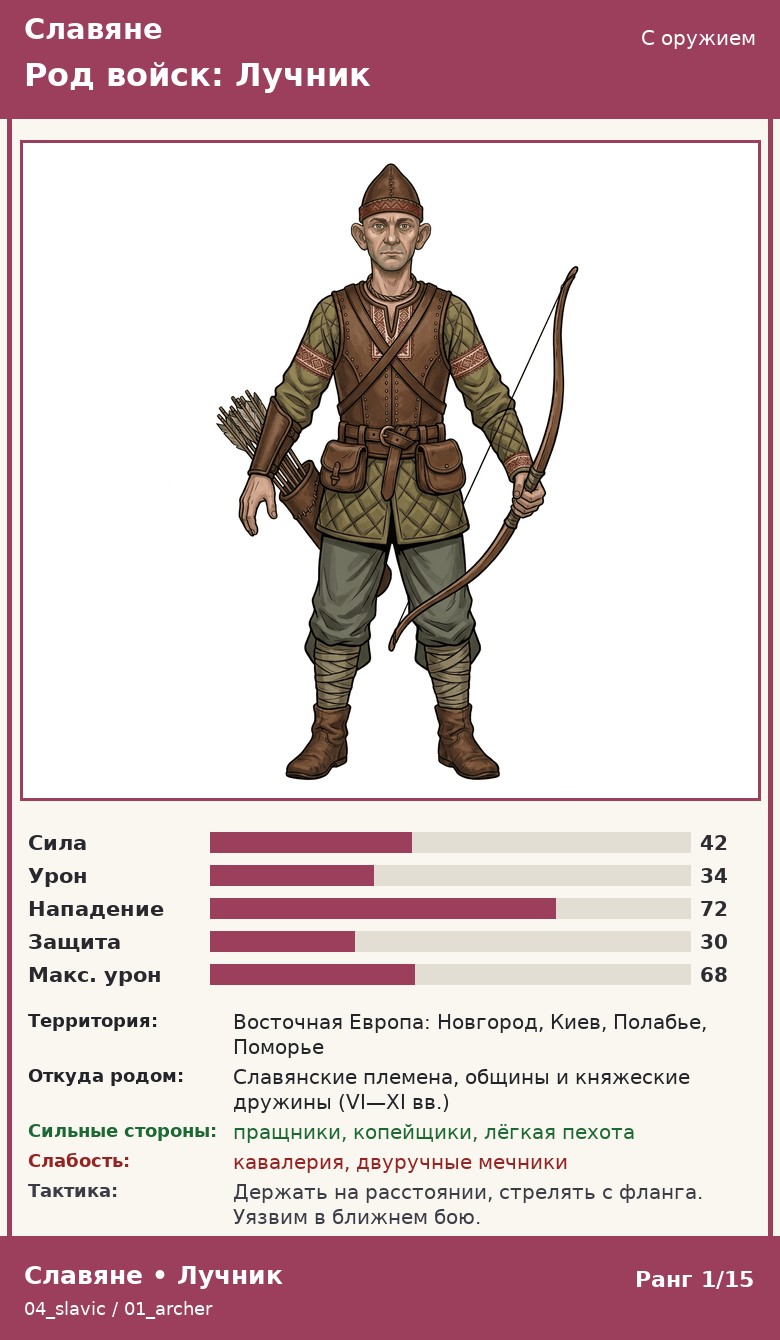 Славяне
С оружием
Род войск: Лучник
Сила 42
Урон 34
Нападение 72
Защита 30
Макс. урон 68
Территория: Восточная Европа: Новгород, Киев, Полабье,
Поморье
Откуда родом: Славянские племена, общины и княжеские
дружины (VI—XI вв.)
Сильные стороны: пращники, копейщики, лёгкая пехота
Слабость: кавалерия, двуручные мечники
Тактика: Держать на расстоянии, стрелять с фланга.
Уязвим в ближнем бою.
Славяне • Лучник
Ранг 1/15
04_slavic / 01_archer